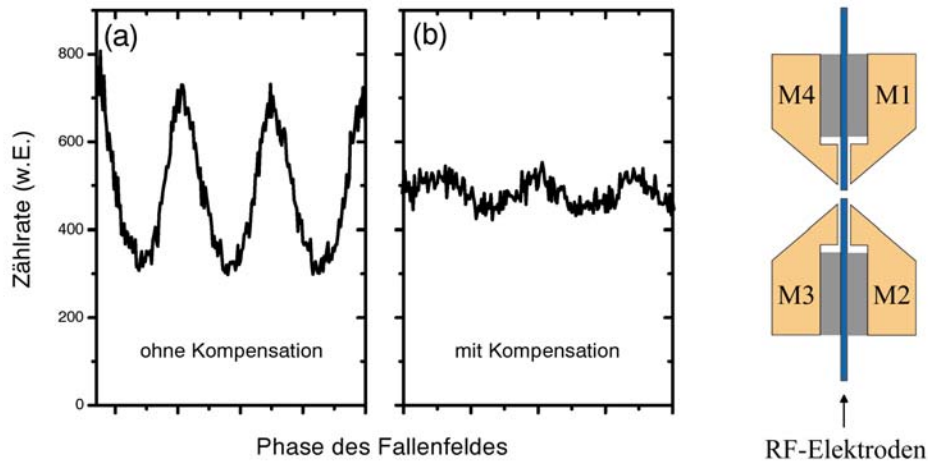 (a)
(b)
Zählrate (w.E.)
800
600
400
200
0
ohne Kompensation
mit Kompensation
Phase des Fallenfeldes
M4
M1
M3
M2
RF-Elektroden